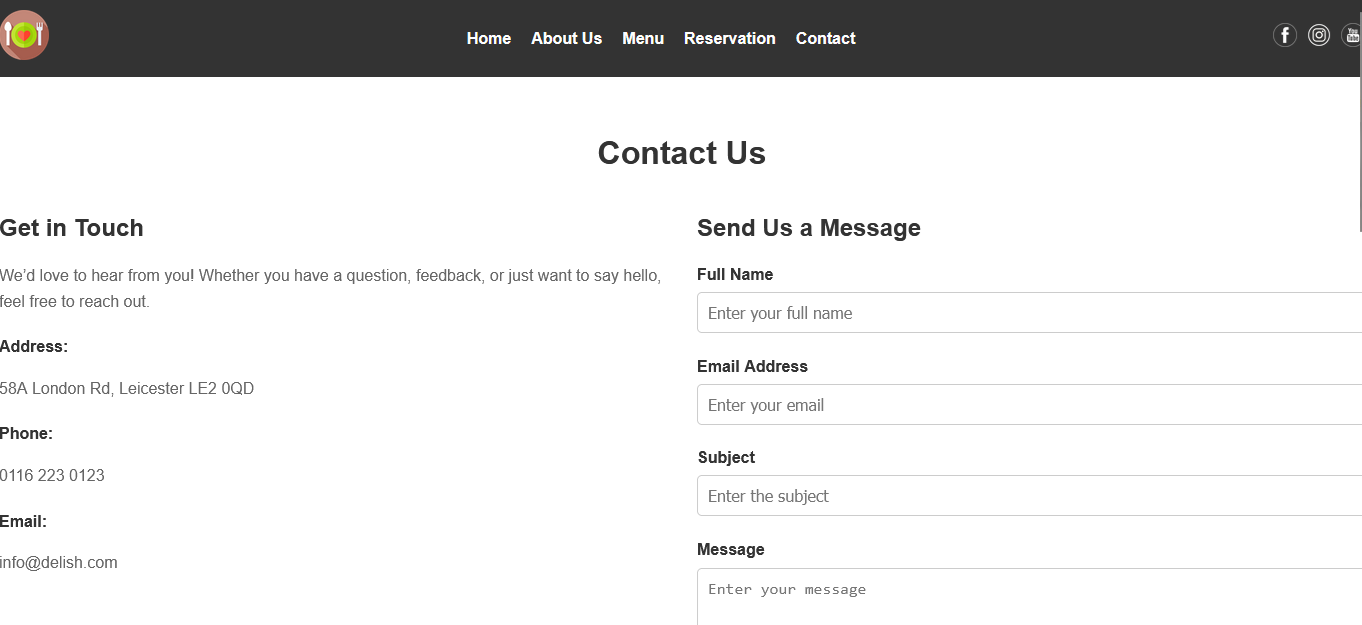 Home About Us Menu Reservation Contact
You
Tube
Contact Us
Get in Touch
We’d love to hear from you! Whether you have a question, feedback, or just want to say hello,
feel free to reach out.
Address:
58A London Rd, Leicester LE2 0QD
Phone:
0116 223 0123
Email:
info@delish.com
Send Us a Message
Full Name
Enter your full name
Email Address
Enter your email
Subject
Enter the subject
Message
Enter your message